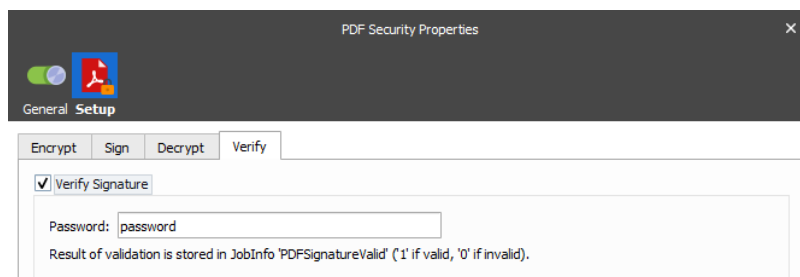 PDF Security Properties
General Setup
Encrypt Sign Decrypt Verify
Verify Signature
Password: password
Result of validation is stored in JobInfo 'PDFSignatureValid' ('1' if valid, '0' if invalid).